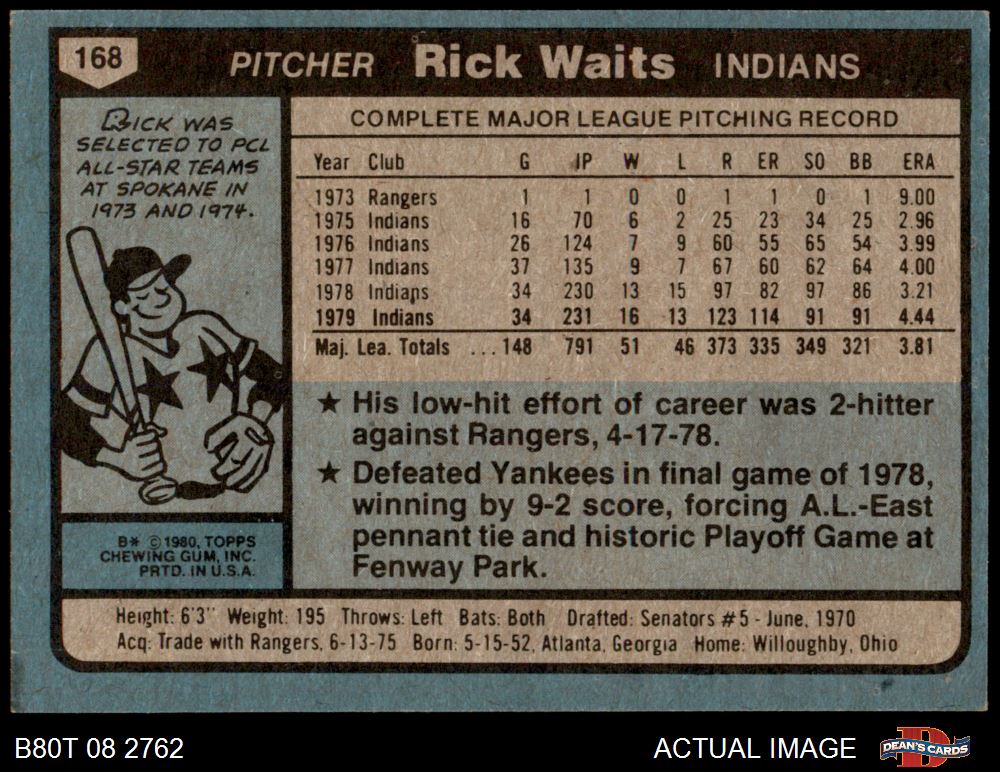 168 PITCHER Rick Waits INDIANS
RICK WAS
SELECTED TO PCL
ALL-STAR TEAMS
AT SPOKANE IN
1973 AND 1974.
B* © 1980, TOPPS
CHEWING GUM, INC.
PRTD. IN U.S.A.
COMPLETE MAJOR LEAGUE PITCHING RECORD
Year Club G IP W L R ER SO BB ERA
1973 Rangers 1 1 0 0 1 1 0 1 9.00
1975 Indians 16 70 6 2 25 23 34 25 2.96
1976 Indians 26 124 7 9 60 55 65 54 3.99
1977 Indians 37 135 9 7 67 60 62 64 4.00
1978 Indians 34 230 13 15 97 82 97 86 3.21
1979 Indians 34 231 16 13 123 114 91 91 4.44
Maj. Lea. Totals ... 148 791 51 46 373 335 349 321 3.81
★ His low-hit effort of career was 2-hitter
against Rangers, 4-17-78.
★ Defeated Yankees in final game of 1978,
winning by 9-2 score, forcing A.L.-East
pennant tie and historic Playoff Game at
Fenway Park.
Height: 6'3" Weight: 195 Throws: Left Bats: Both Drafted: Senators #5 - June, 1970
Acq: Trade with Rangers, 6-13-75 Born: 5-15-52, Atlanta, Georgia Home: Willoughby, Ohio
B80T 08 2762 ACTUAL IMAGE DEAN'S CARDS